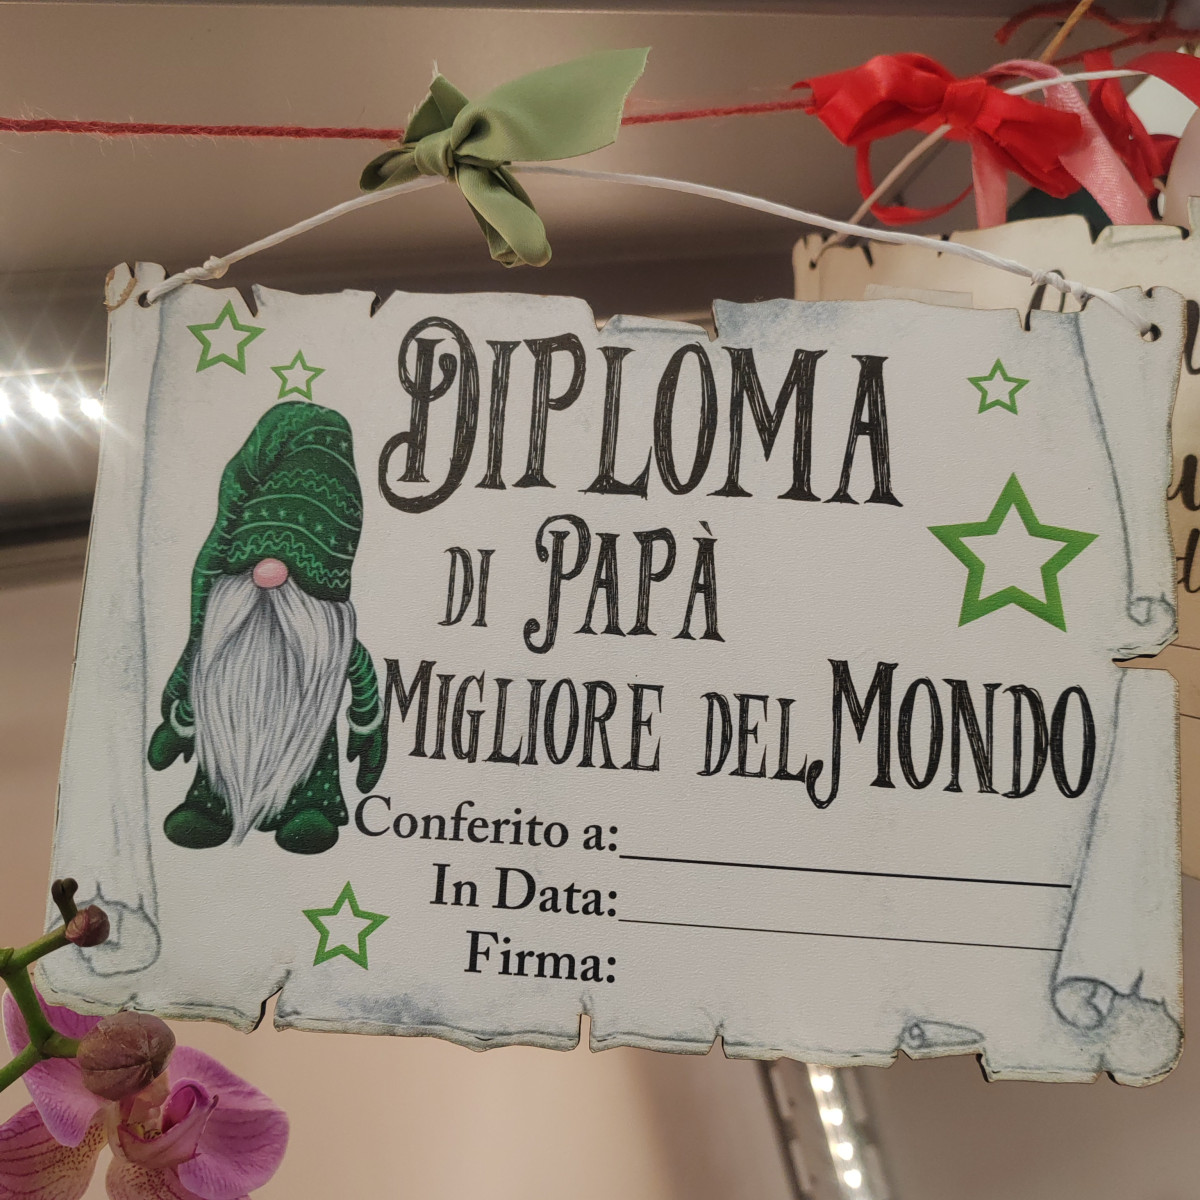 Diploma
di Papà
Migliore del Mondo
Conferito a:
In Data:
Firma: